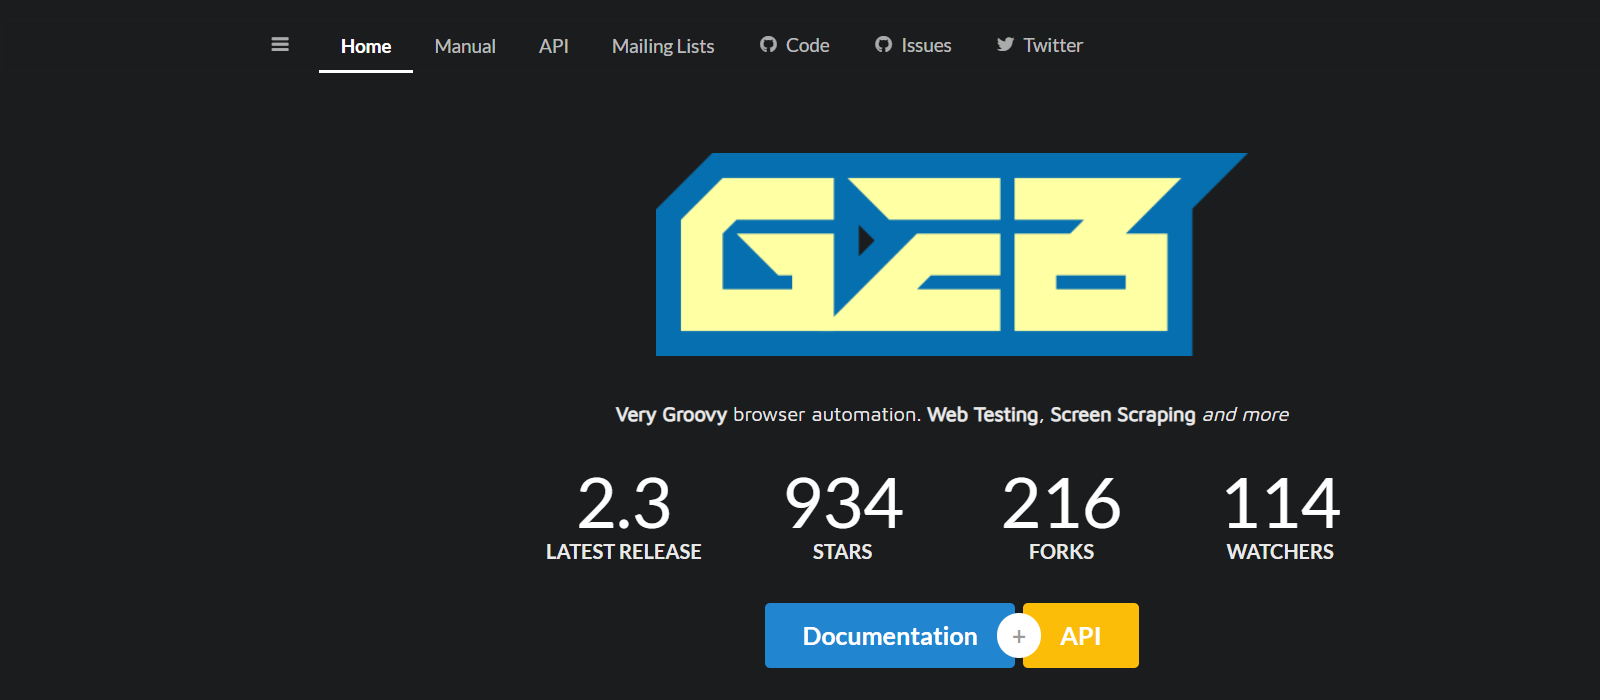 Home Manual API Mailing Lists Code Issues Twitter
GEB
Very Groovy browser automation. Web Testing, Screen Scraping and more
2.3 934 216 114
LATEST RELEASE STARS FORKS WATCHERS
Documentation + API